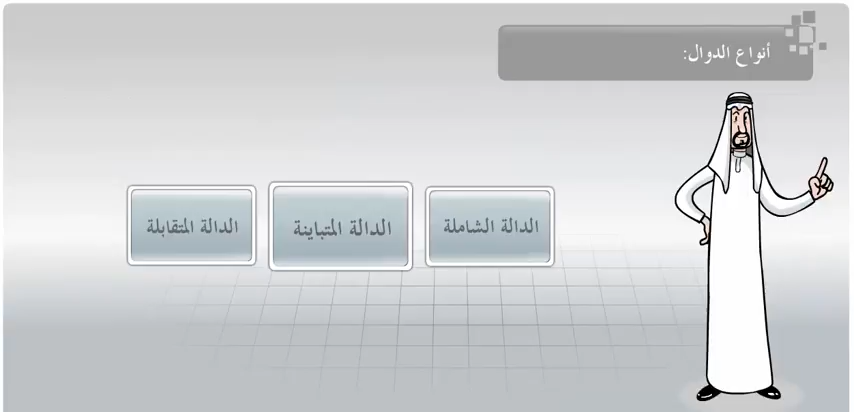 أنواع الدوال:
الدالة الشاملة
الدالة المتباينة
الدالة المتقابلة